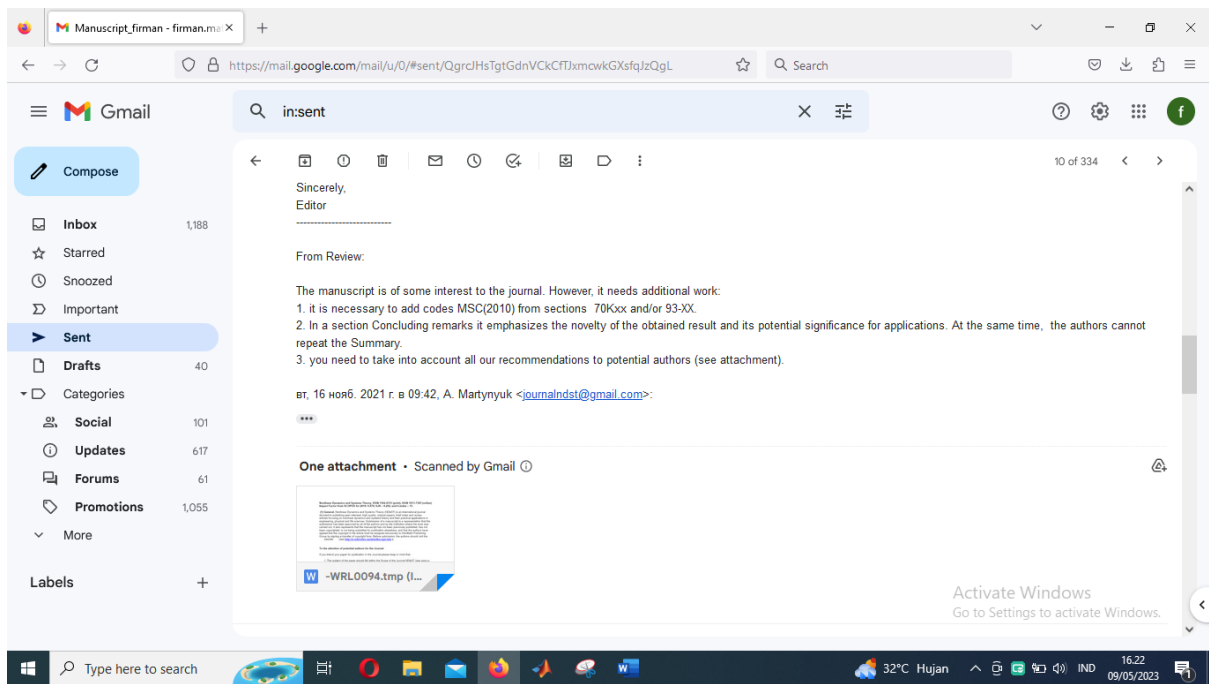 Manuscript_firman - firman.ma
https://mail.google.com/mail/u/0/#sent/QgrcJHsTgtGdnVCkCfTJxmcwkGXsfqJzQgL
Search
Gmail
in:sent
f
Compose
10 of 334
Inbox 1,188
Starred
Snoozed
Important
Sent
Drafts 40
Categories
Social 101
Updates 617
Forums 61
Promotions 1,055
More
Labels
Sincerely,
Editor
---------------------------
From Review:
The manuscript is of some interest to the journal. However, it needs additional work:
1. it is necessary to add codes MSC(2010) from sections 70Kxx and/or 93-XX.
2. In a section Concluding remarks it emphasizes the novelty of the obtained result and its potential significance for applications. At the same time, the authors cannot
repeat the Summary.
3. you need to take into account all our recommendations to potential authors (see attachment).
вт, 16 нояб. 2021 г. в 09:42, A. Martynyuk <journalndst@gmail.com>:
One attachment • Scanned by Gmail
W -WRL0094.tmp (I...
Activate Windows
Go to Settings to activate Windows.
Type here to search
32°C Hujan
IND
16.22
09/05/2023
1